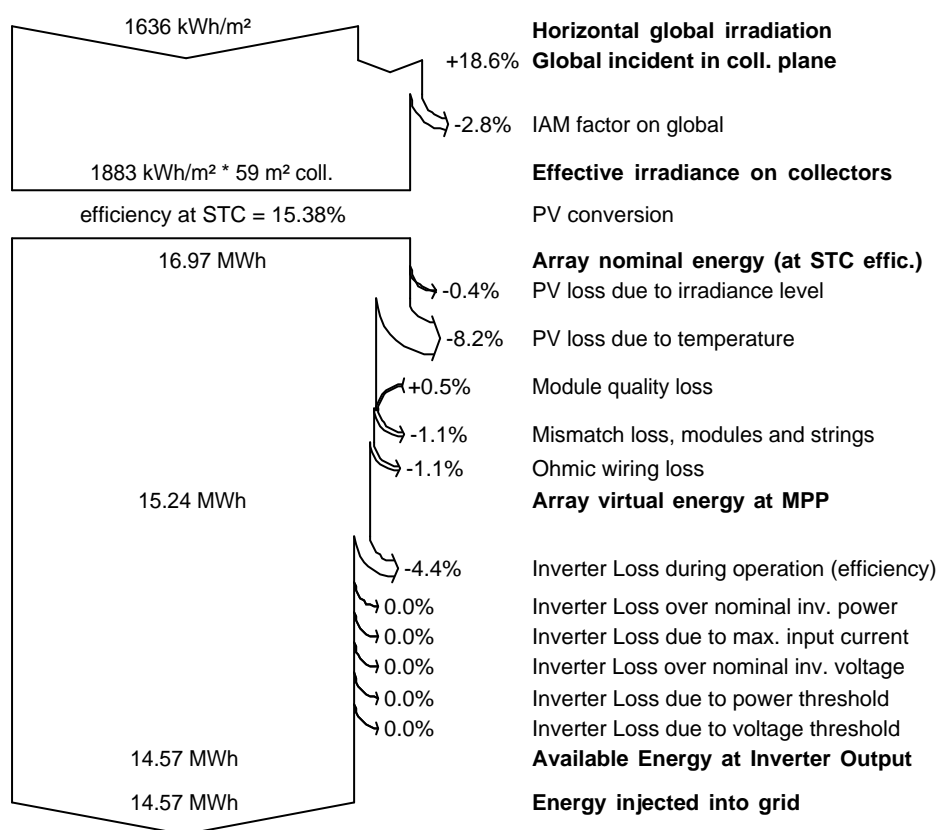 1636 kWh/m² Horizontal global irradiation
+18.6% Global incident in coll. plane
-2.8% IAM factor on global
1883 kWh/m² * 59 m² coll. Effective irradiance on collectors
efficiency at STC = 15.38% PV conversion
16.97 MWh Array nominal energy (at STC effic.)
-0.4% PV loss due to irradiance level
-8.2% PV loss due to temperature
+0.5% Module quality loss
-1.1% Mismatch loss, modules and strings
-1.1% Ohmic wiring loss
15.24 MWh Array virtual energy at MPP
-4.4% Inverter Loss during operation (efficiency)
0.0% Inverter Loss over nominal inv. power
0.0% Inverter Loss due to max. input current
0.0% Inverter Loss over nominal inv. voltage
0.0% Inverter Loss due to power threshold
0.0% Inverter Loss due to voltage threshold
14.57 MWh Available Energy at Inverter Output
14.57 MWh Energy injected into grid